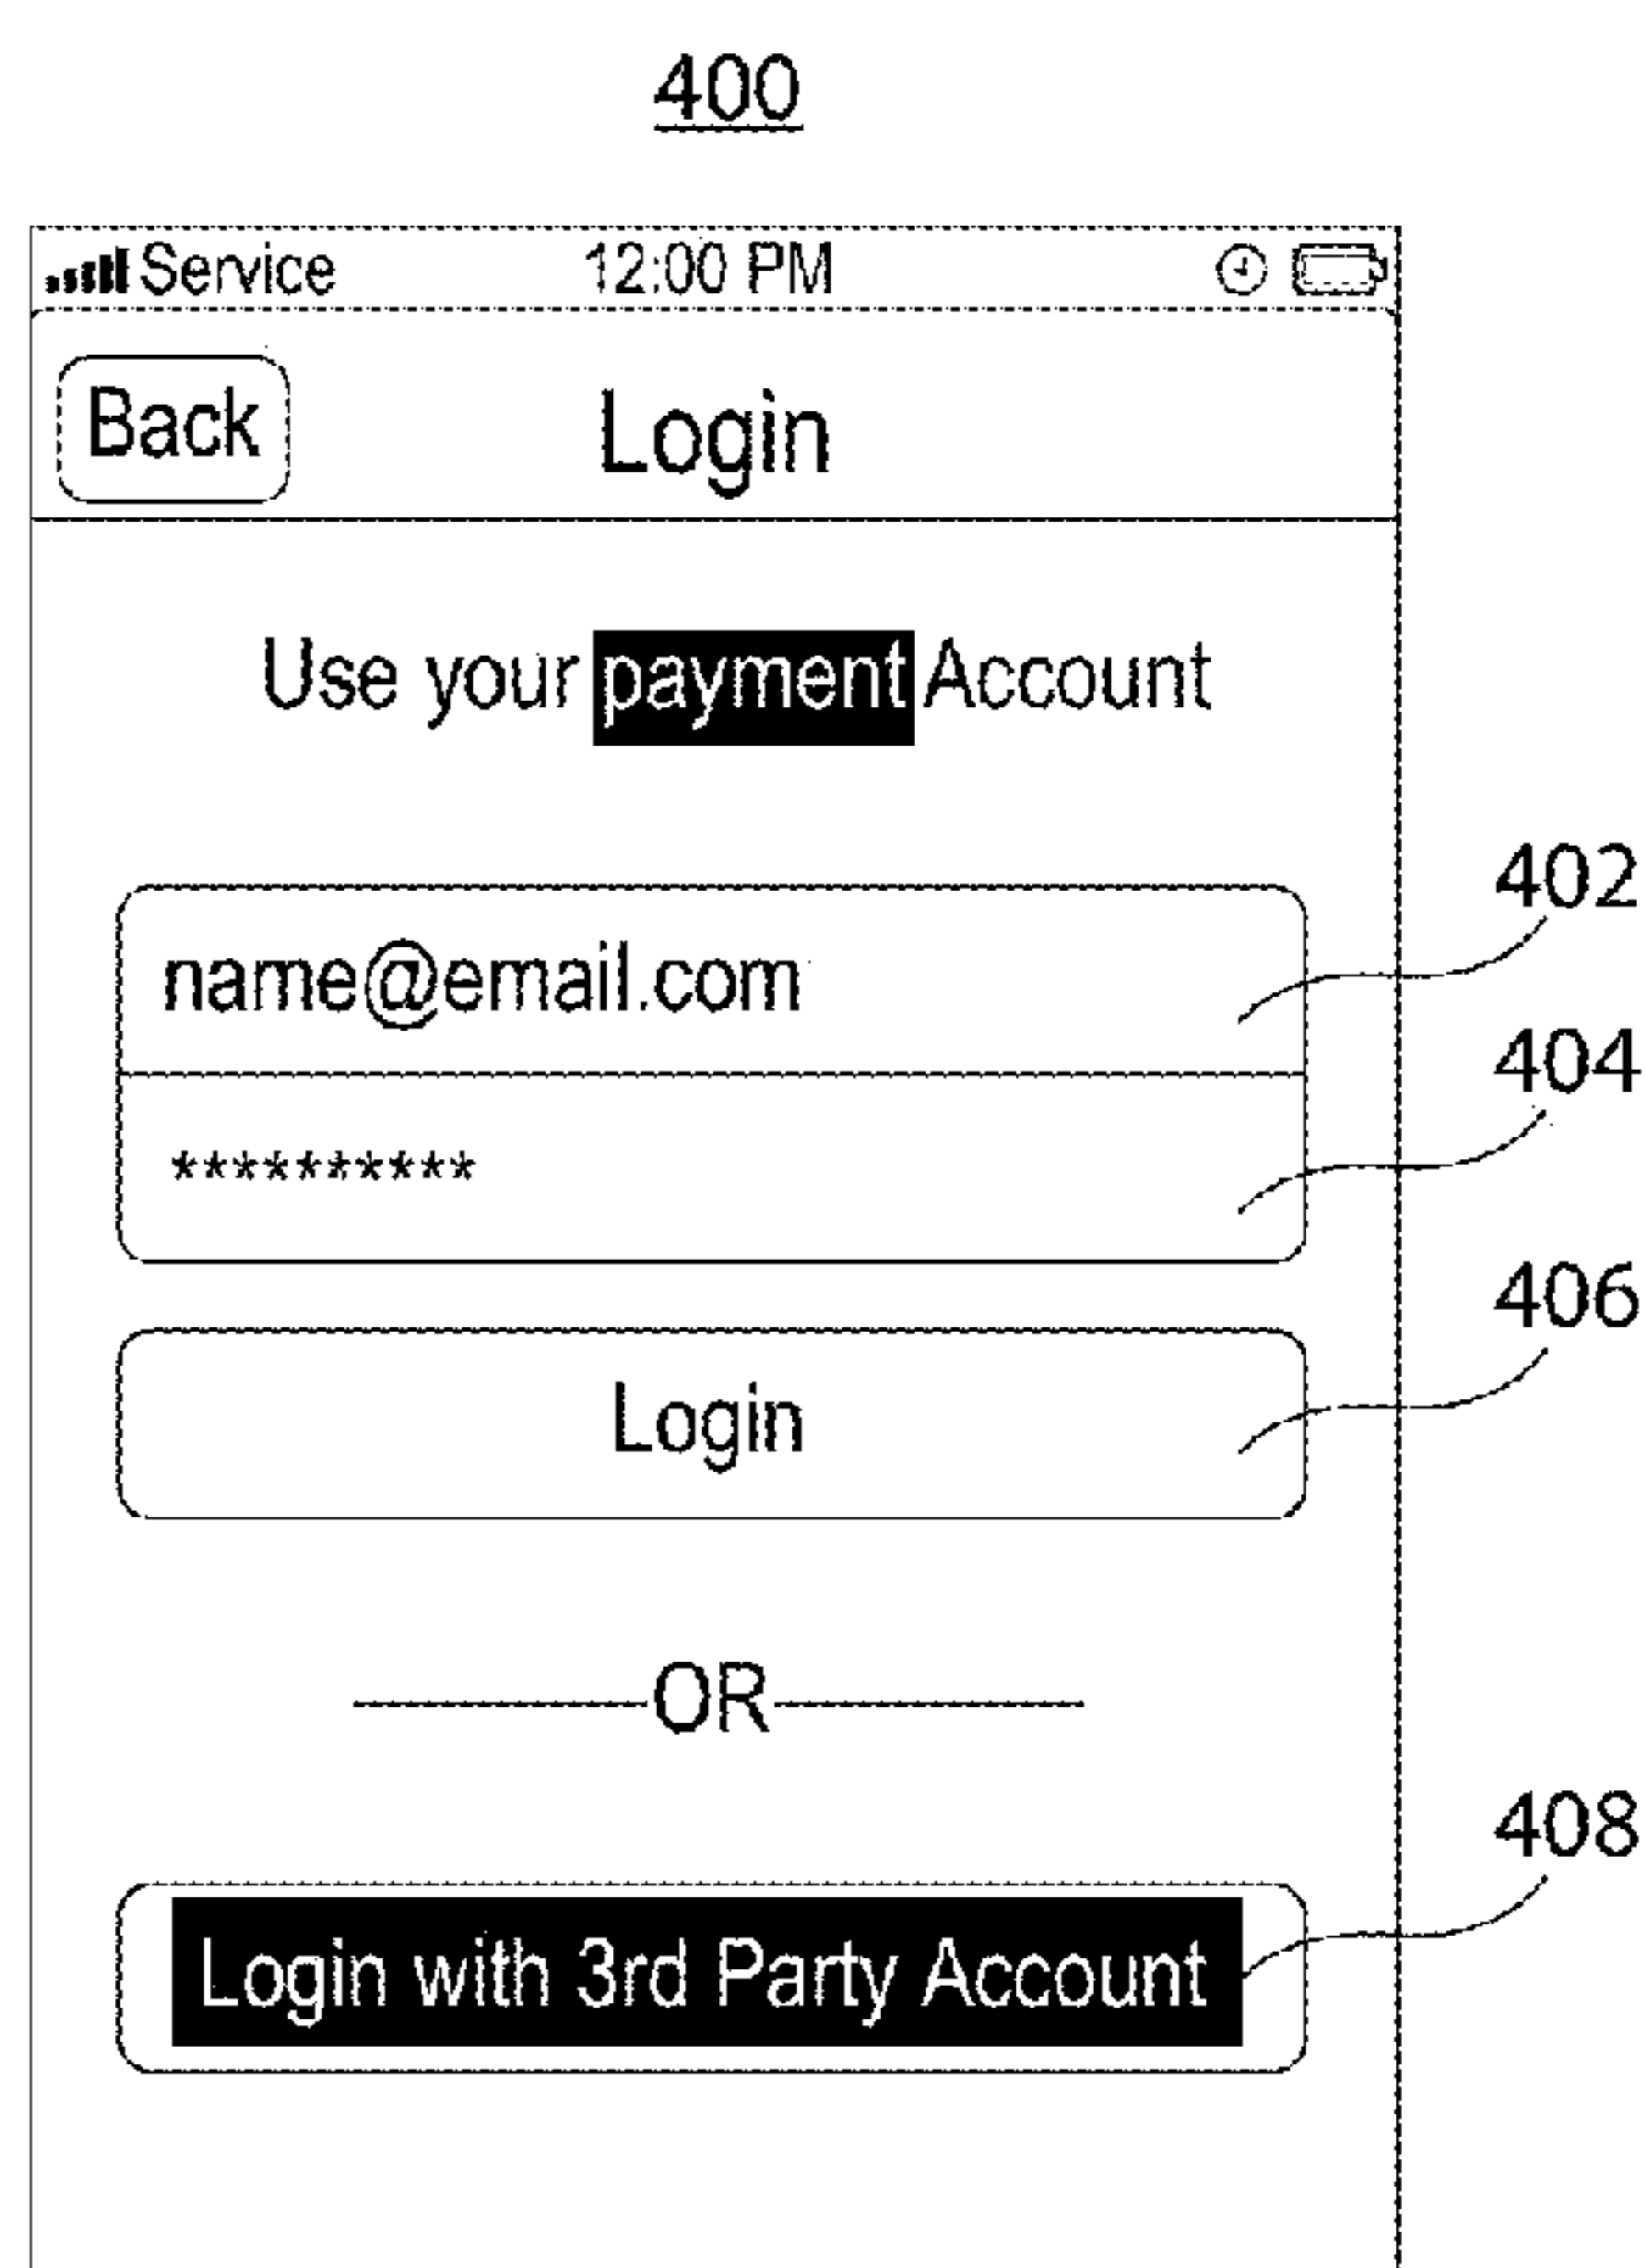 400
Service 12:00 PM
Back Login
Use your payment Account
402
name@email.com
404
**********
406
Login
OR
408
Login with 3rd Party Account